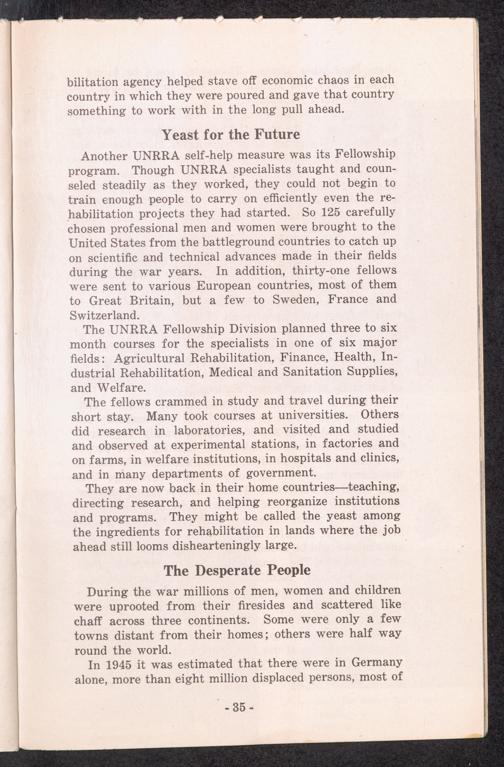 bilitation agency helped stave off economic chaos in each
country in which they were poured and gave that country
something to work with in the long pull ahead.
Yeast for the Future
Another UNRRA self-help measure was its Fellowship
program. Though UNRRA specialists taught and coun-
seled steadily as they worked, they could not begin to
train enough people to carry on efficiently even the re-
habilitation projects they had started. So 125 carefully
chosen professional men and women were brought to the
United States from the battleground countries to catch up
on scientific and technical advances made in their fields
during the war years. In addition, thirty-one fellows
were sent to various European countries, most of them
to Great Britain, but a few to Sweden, France and
Switzerland.
The UNRRA Fellowship Division planned three to six
month courses for the specialists in one of six major
fields: Agricultural Rehabilitation, Finance, Health, In-
dustrial Rehabilitation, Medical and Sanitation Supplies,
and Welfare.
The fellows crammed in study and travel during their
short stay. Many took courses at universities. Others
did research in laboratories, and visited and studied
and observed at experimental stations, in factories and
on farms, in welfare institutions, in hospitals and clinics,
and in many departments of government.
They are now back in their home countries—teaching,
directing research, and helping reorganize institutions
and programs. They might be called the yeast among
the ingredients for rehabilitation in lands where the job
ahead still looms dishearteningly large.
The Desperate People
During the war millions of men, women and children
were uprooted from their firesides and scattered like
chaff across three continents. Some were only a few
towns distant from their homes; others were half way
round the world.
In 1945 it was estimated that there were in Germany
alone, more than eight million displaced persons, most of
- 35 -